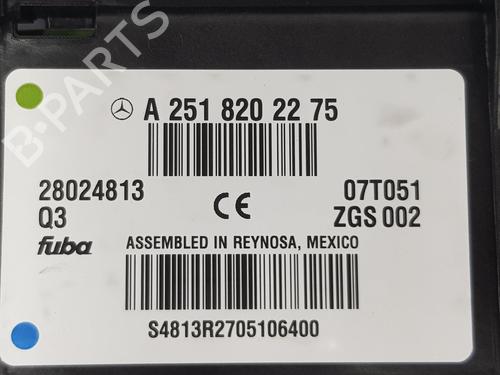 B-PARTS
A 251 820 22 75
28024813
07T051
Q3
CE
ZGS 002
fuba
ASSEMBLED IN REYNOSA, MEXICO
S4813R2705106400